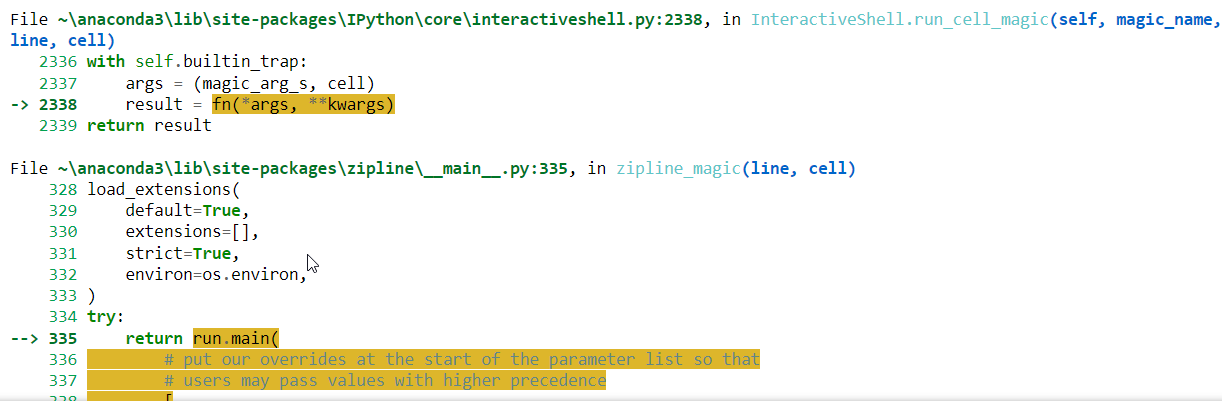 File ~\anaconda3\lib\site-packages\IPython\core\interactiveshell.py:2338, in InteractiveShell.run_cell_magic(self, magic_name,
line, cell)
   2336 with self.builtin_trap:
   2337     args = (magic_arg_s, cell)
-> 2338     result = fn(*args, **kwargs)
   2339 return result

File ~\anaconda3\lib\site-packages\zipline\__main__.py:335, in zipline_magic(line, cell)
    328 load_extensions(
    329     default=True,
    330     extensions=[],
    331     strict=True,
    332     environ=os.environ,
    333 )
    334 try:
--> 335     return run.main(
    336         # put our overrides at the start of the parameter list so that
    337         # users may pass values with higher precedence
    338         [